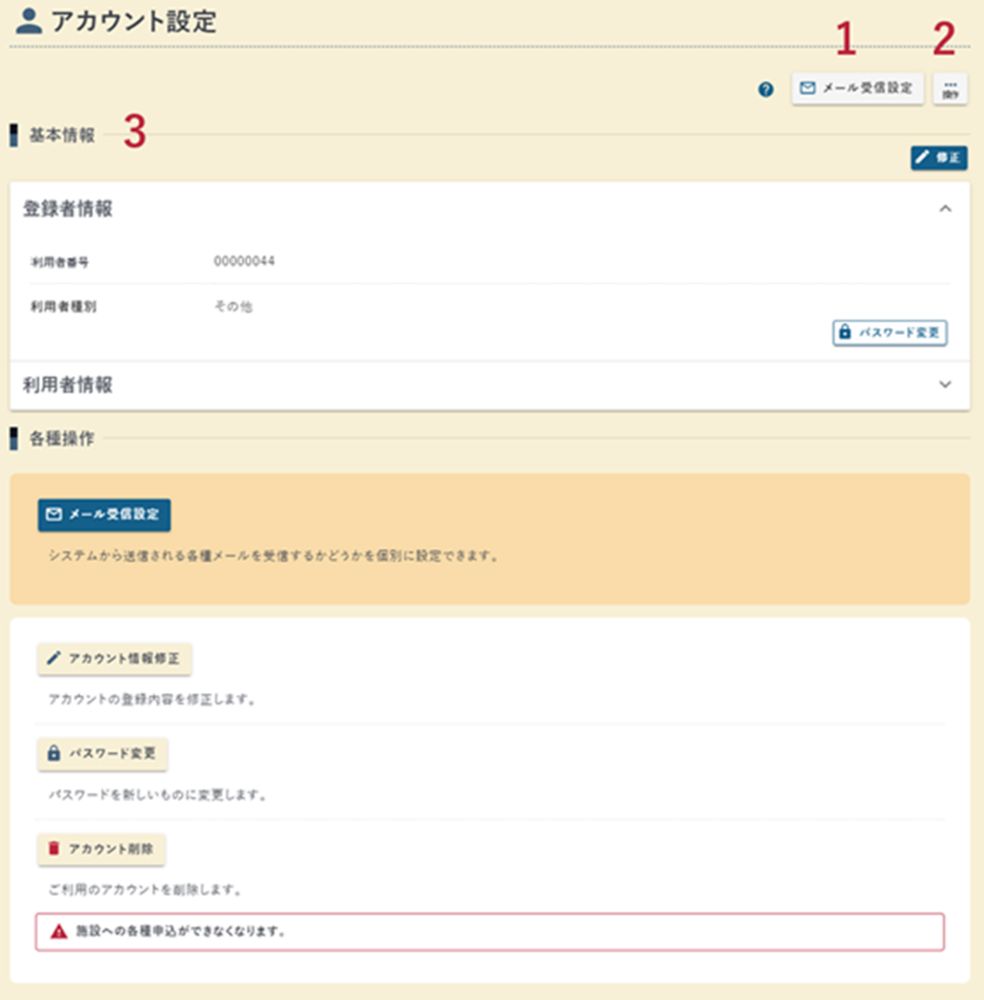 アカウント設定
1
2
メール受信設定
操作
基本情報
3
修正
登録者情報
利用者番号
00000044
利用者種別
その他
パスワード変更
利用者情報
各種操作
メール受信設定
システムから送信される各種メールを受信するかどうかを個別に設定できます。
アカウント情報修正
アカウントの登録内容を修正します。
パスワード変更
パスワードを新しいものに変更します。
アカウント削除
ご利用のアカウントを削除します。
施設への各種申込ができなくなります。